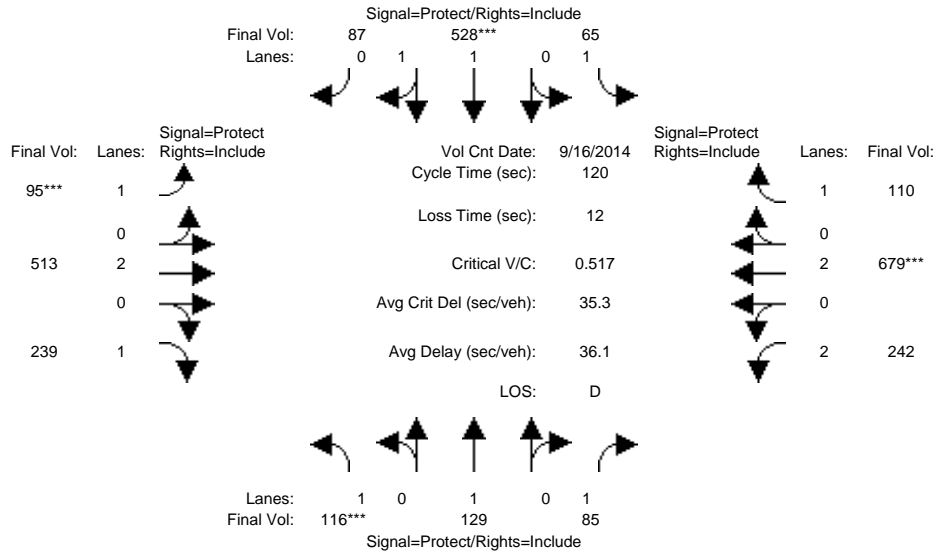 Signal=Protect/Rights=Include
Final Vol: 87 528*** 65
Lanes: 0 1 1 0 1
Signal=Protect
Final Vol: Lanes: Rights=Include
Vol Cnt Date: 9/16/2014
Signal=Protect
Rights=Include Lanes: Final Vol:
Cycle Time (sec): 120
95*** 1
1 110
Loss Time (sec): 12
0
0
513 2
Critical V/C: 0.517
2 679***
0
Avg Crit Del (sec/veh): 35.3
0
239 1
Avg Delay (sec/veh): 36.1
2 242
LOS: D
Lanes: 1 0 1 0 1
Final Vol: 116*** 129 85
Signal=Protect/Rights=Include